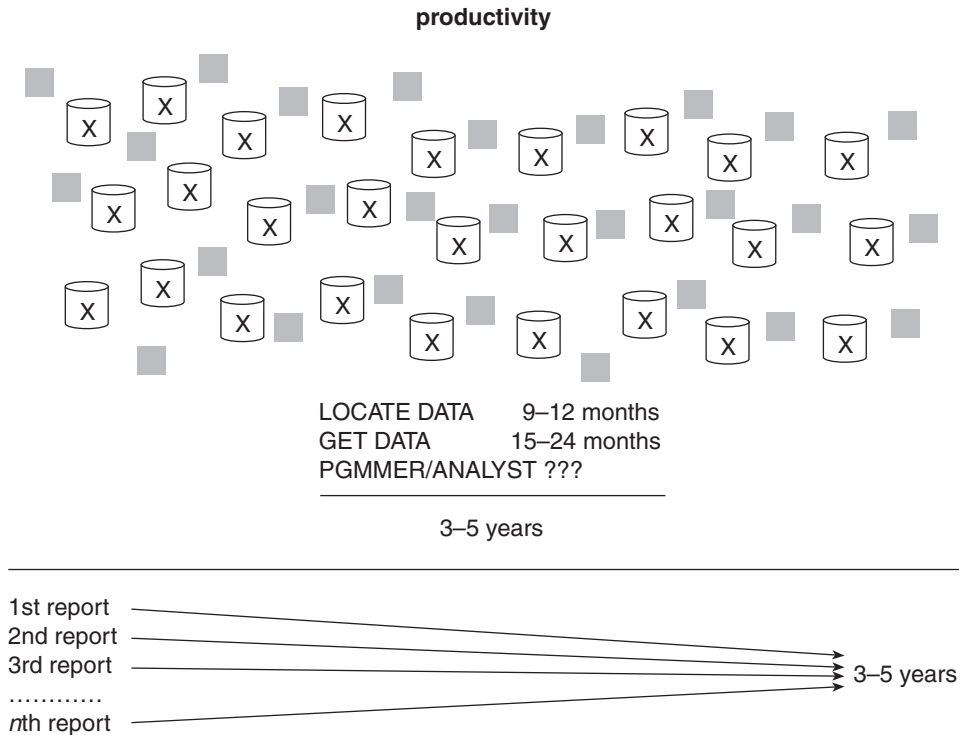 productivity
X X X X X X X X X
X X X X X X X X X
X X X X X X X X X
LOCATE DATA 9–12 months
GET DATA 15–24 months
PGMMER/ANALYST ???
3–5 years
1st report
2nd report
3rd report
3–5 years
............
nth report